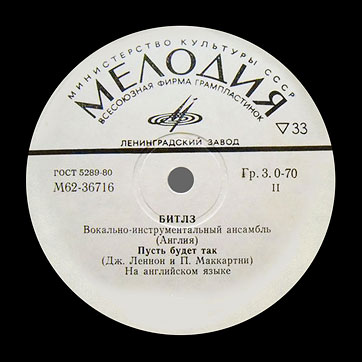 МИНИСТЕРСТВО КУЛЬТУРЫ СССР
МЕЛОДИЯ
ВСЕСОЮЗНАЯ ФИРМА ГРАМПЛАСТИНОК
ЛЕНИНГРАДСКИЙ ЗАВОД
▽33
ГОСТ 5289-80
М62-36716
Гр. 3. 0-70
II
БИТЛЗ
Вокально-инструментальный ансамбль
(Англия)
Пусть будет так
(Дж. Леннон и П. Маккартни)
На английском языке